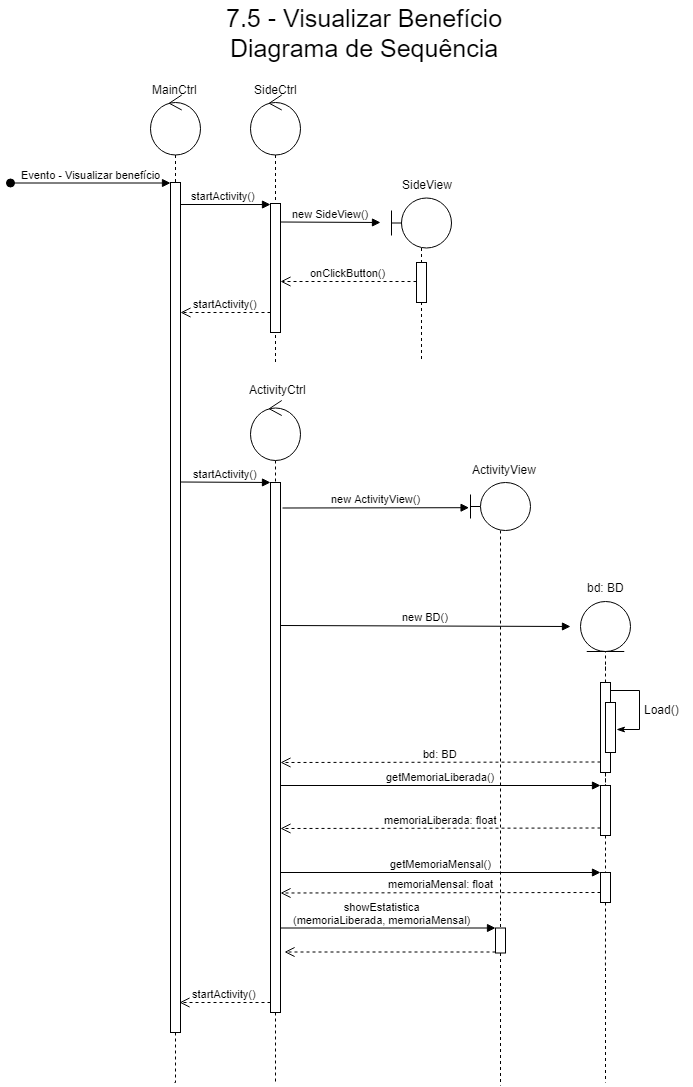 7.5 - Visualizar Benefício
Diagrama de Sequência
MainCtrl
SideCtrl
Evento - Visualizar benefício
startActivity()
SideView
new SideView()
onClickButton()
startActivity()
ActivityCtrl
startActivity()
ActivityView
new ActivityView()
bd: BD
new BD()
Load()
bd: BD
getMemoriaLiberada()
memoriaLiberada: float
getMemoriaMensal()
memoriaMensal: float
showEstatistica
(memoriaLiberada, memoriaMensal)
startActivity()